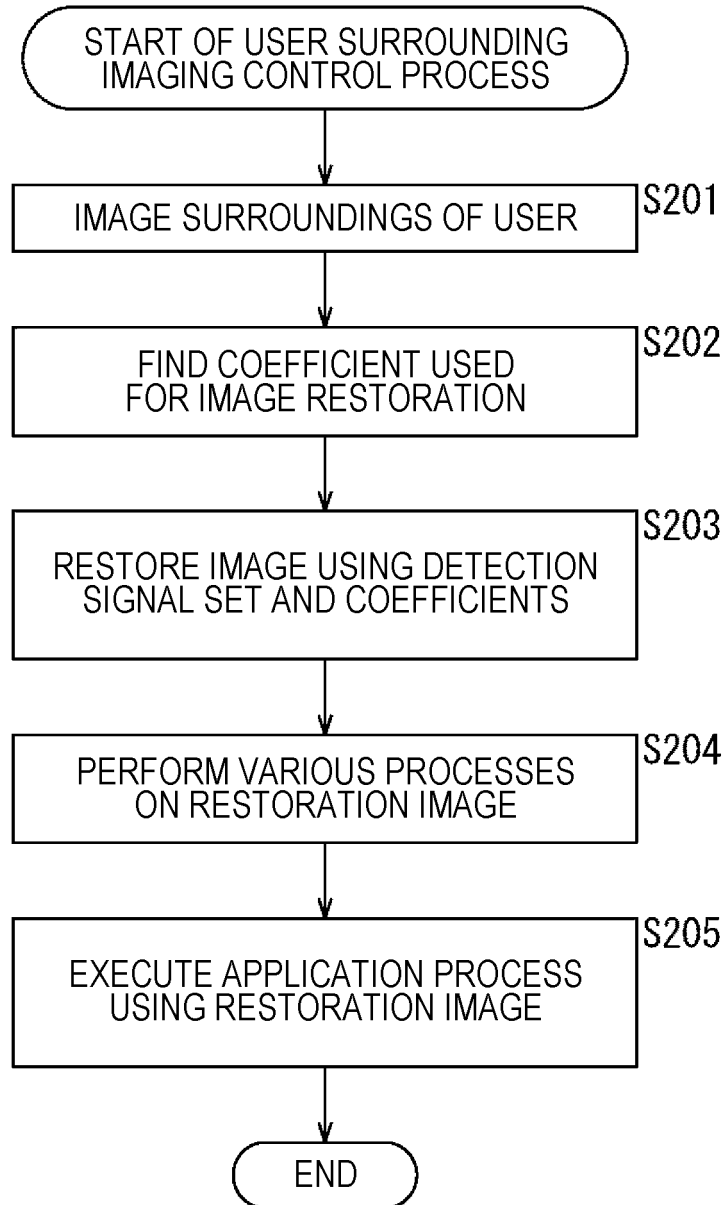 START OF USER SURROUNDING
IMAGING CONTROL PROCESS
S201
IMAGE SURROUNDINGS OF USER
S202
FIND COEFFICIENT USED
FOR IMAGE RESTORATION
S203
RESTORE IMAGE USING DETECTION
SIGNAL SET AND COEFFICIENTS
S204
PERFORM VARIOUS PROCESSES
ON RESTORATION IMAGE
S205
EXECUTE APPLICATION PROCESS
USING RESTORATION IMAGE
END